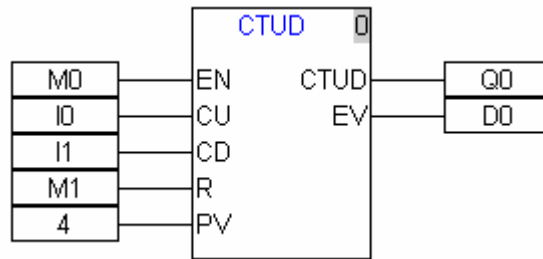 CTUD 0
M0 EN CTUD Q0
I0 CU EV D0
I1 CD
M1 R
4 PV